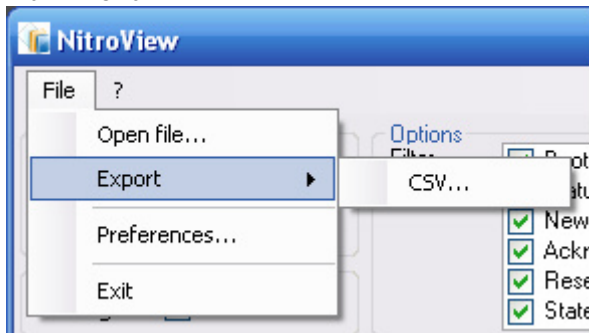 NitroView
File ?
Open file...
Options
Export
CSV...
New
Preferences...
Exit